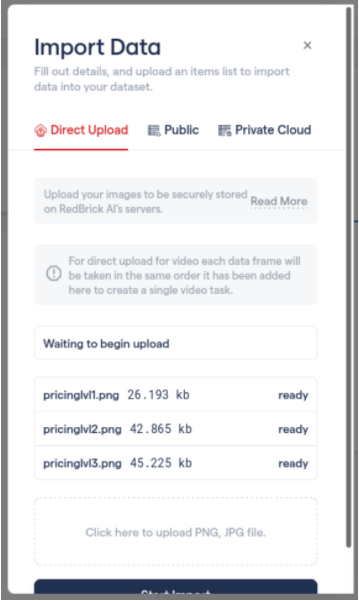 Import Data
×
Fill out details, and upload an items list to import
data into your dataset.
Direct Upload Public Private Cloud
Upload your images to be securely stored
on RedBrick AI's servers.
Read More
For direct upload for video each data frame will
be taken in the same order it has been added
here to create a single video task.
Waiting to begin upload
pricinglvl1.png 26.193 kb ready
pricinglvl2.png 42.865 kb ready
pricinglvl3.png 45.225 kb ready
Click here to upload PNG, JPG file.
Start Import